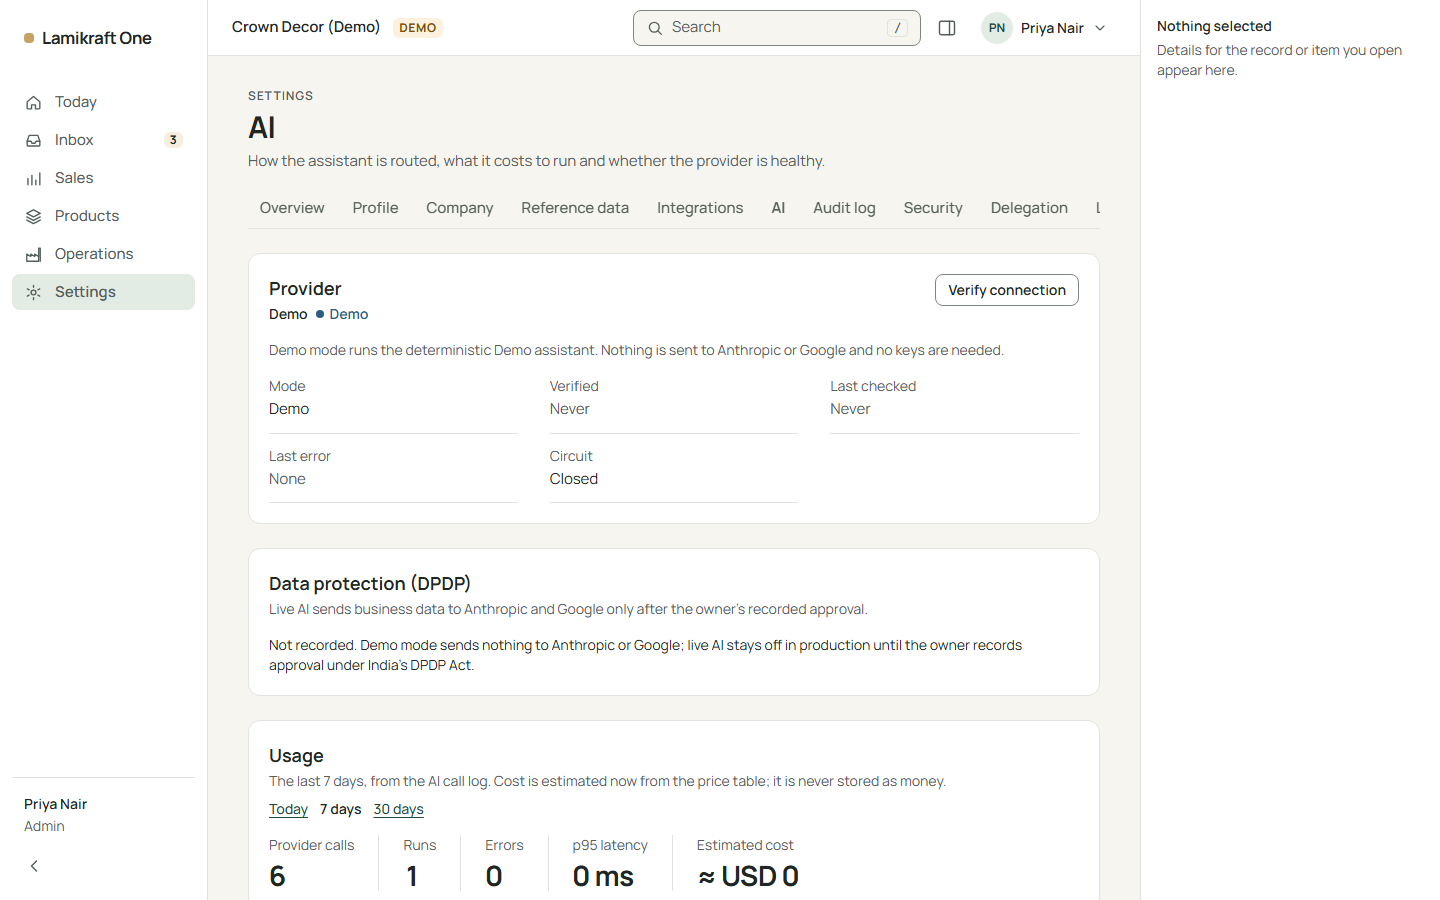 Lamikraft One
Today
Inbox 3
Sales
Products
Operations
Settings
Priya Nair
Admin
Crown Decor (Demo) DEMO
Search /
PN Priya Nair
SETTINGS
AI
How the assistant is routed, what it costs to run and whether the provider is healthy.
Overview Profile Company Reference data Integrations AI Audit log Security Delegation
Provider
Verify connection
Demo Demo
Demo mode runs the deterministic Demo assistant. Nothing is sent to Anthropic or Google and no keys are needed.
Mode Verified Last checked
Demo Never Never
Last error Circuit
None Closed
Data protection (DPDP)
Live AI sends business data to Anthropic and Google only after the owner's recorded approval.
Not recorded. Demo mode sends nothing to Anthropic or Google; live AI stays off in production until the owner records
approval under India's DPDP Act.
Usage
The last 7 days, from the AI call log. Cost is estimated now from the price table; it is never stored as money.
Today 7 days 30 days
Provider calls Runs Errors p95 latency Estimated cost
6 1 0 0 ms ≈ USD 0
Nothing selected
Details for the record or item you open
appear here.